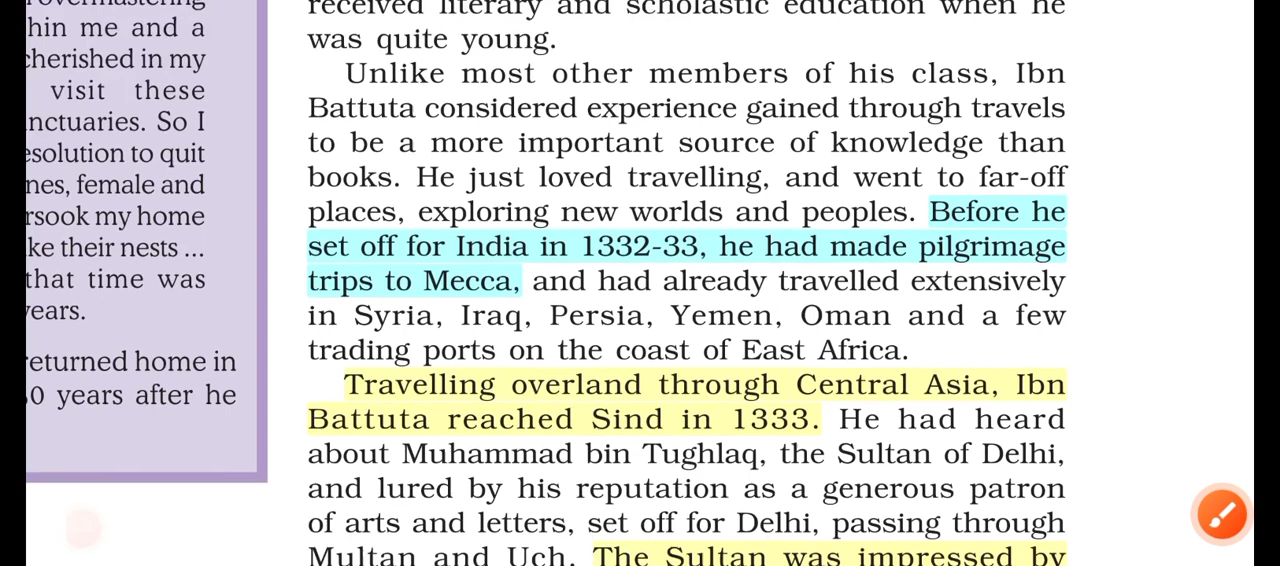 overmastering
hin me and a
cherished in my
visit these
nctuaries. So I
esolution to quit
nes, female and
rsook my home
ke their nests ...
that time was
years.
returned home in
0 years after he
received literary and scholastic education when he
was quite young.
Unlike most other members of his class, Ibn
Battuta considered experience gained through travels
to be a more important source of knowledge than
books. He just loved travelling, and went to far-off
places, exploring new worlds and peoples. Before he
set off for India in 1332-33, he had made pilgrimage
trips to Mecca, and had already travelled extensively
in Syria, Iraq, Persia, Yemen, Oman and a few
trading ports on the coast of East Africa.
Travelling overland through Central Asia, Ibn
Battuta reached Sind in 1333. He had heard
about Muhammad bin Tughlaq, the Sultan of Delhi,
and lured by his reputation as a generous patron
of arts and letters, set off for Delhi, passing through
Multan and Uch. The Sultan was impressed by